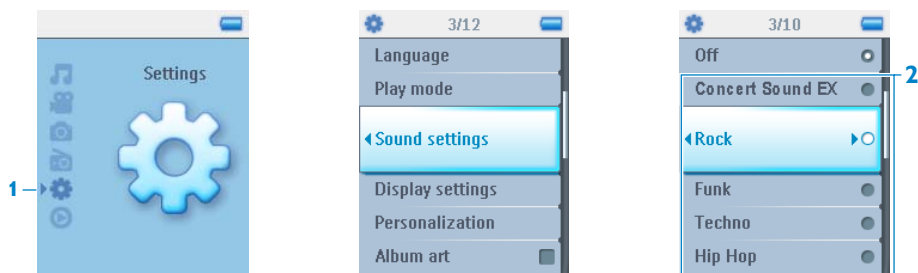 Settings
1
3/12
Language
Play mode
Sound settings
Display settings
Personalization
Album art
3/10
Off
2
Concert Sound EX
Rock
Funk
Techno
Hip Hop